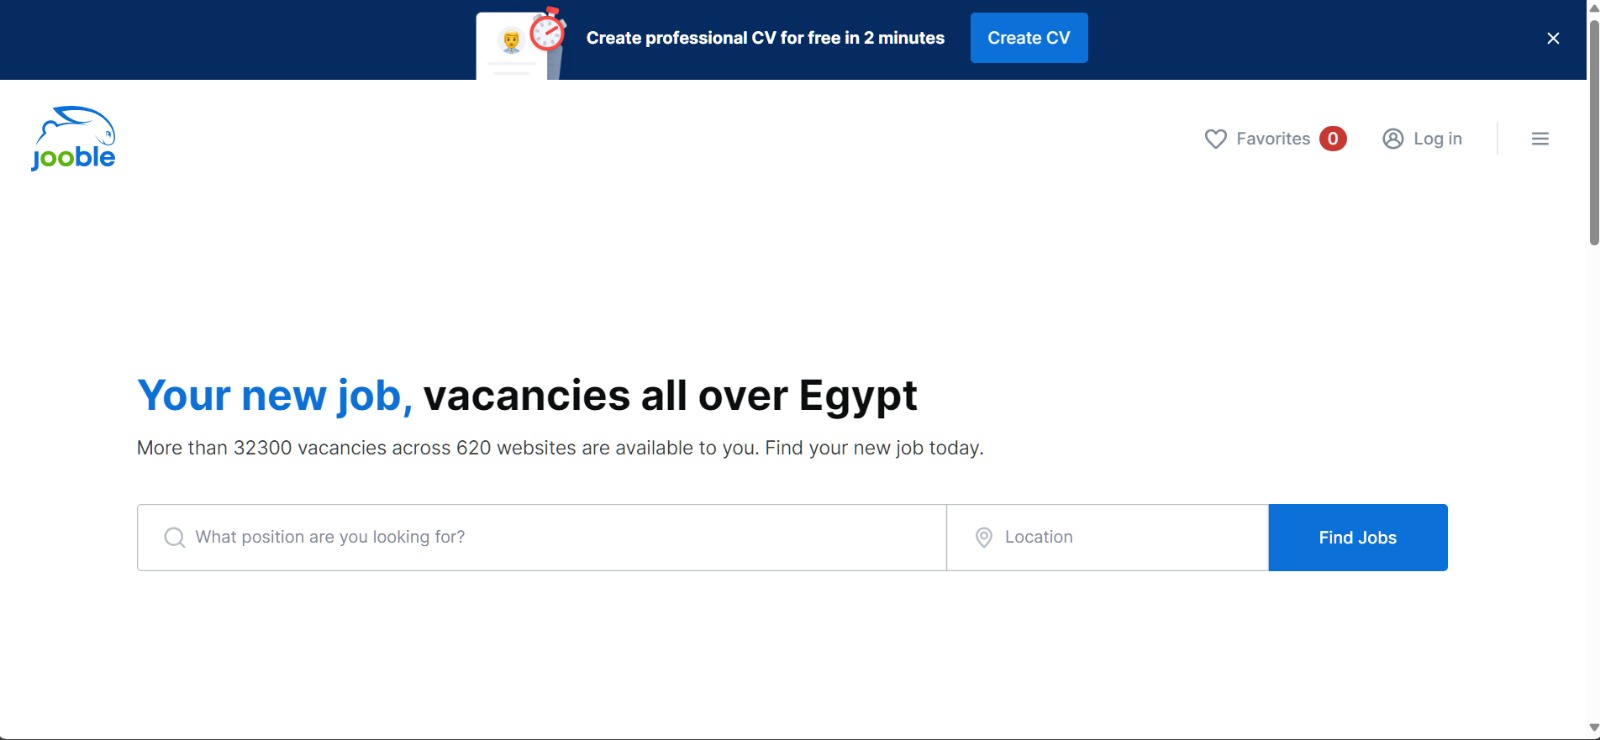 Create professional CV for free in 2 minutes
Create CV
jooble
Favorites 0
Log in
Your new job, vacancies all over Egypt
More than 32300 vacancies across 620 websites are available to you. Find your new job today.
What position are you looking for?
Location
Find Jobs